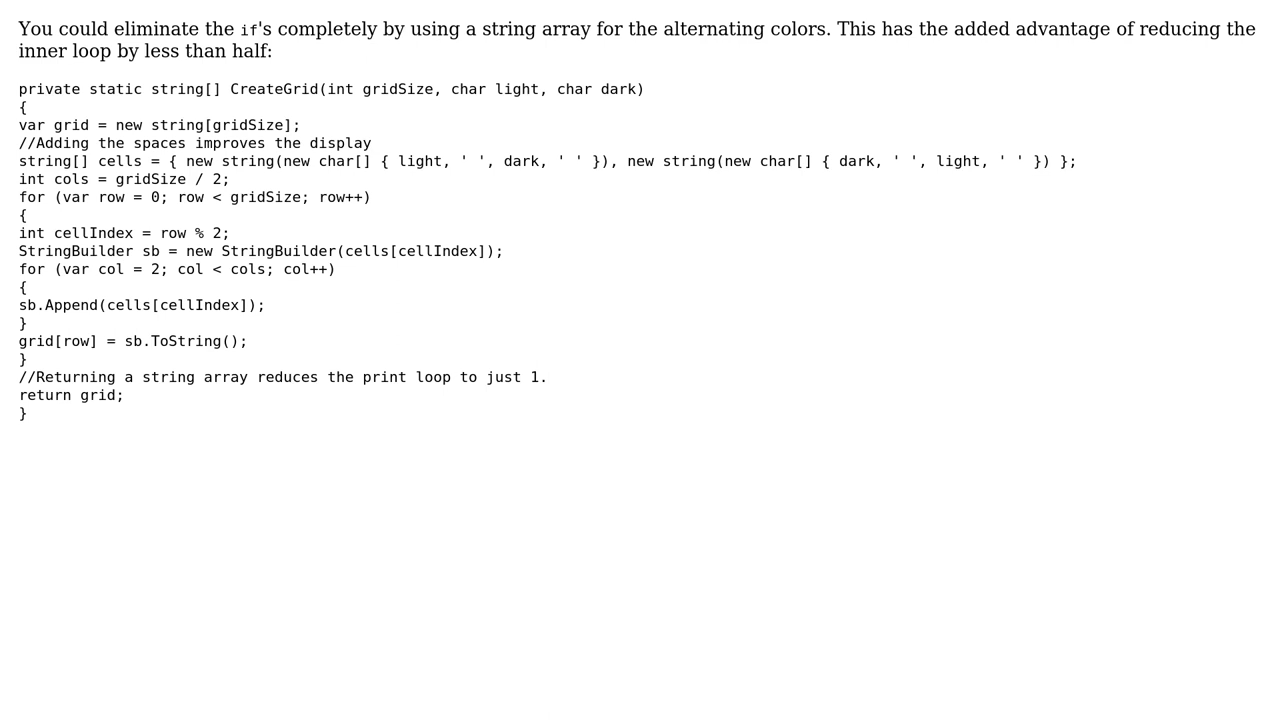 You could eliminate the if's completely by using a string array for the alternating colors. This has the added advantage of reducing the
inner loop by less than half:
private static string[] CreateGrid(int gridSize, char light, char dark)
{
var grid = new string[gridSize];
//Adding the spaces improves the display
string[] cells = { new string(new char[] { light, ' ', dark, ' ' }), new string(new char[] { dark, ' ', light, ' ' }) };
int cols = gridSize / 2;
for (var row = 0; row < gridSize; row++)
{
int cellIndex = row % 2;
StringBuilder sb = new StringBuilder(cells[cellIndex]);
for (var col = 2; col < cols; col++)
{
sb.Append(cells[cellIndex]);
}
grid[row] = sb.ToString();
}
//Returning a string array reduces the print loop to just 1.
return grid;
}